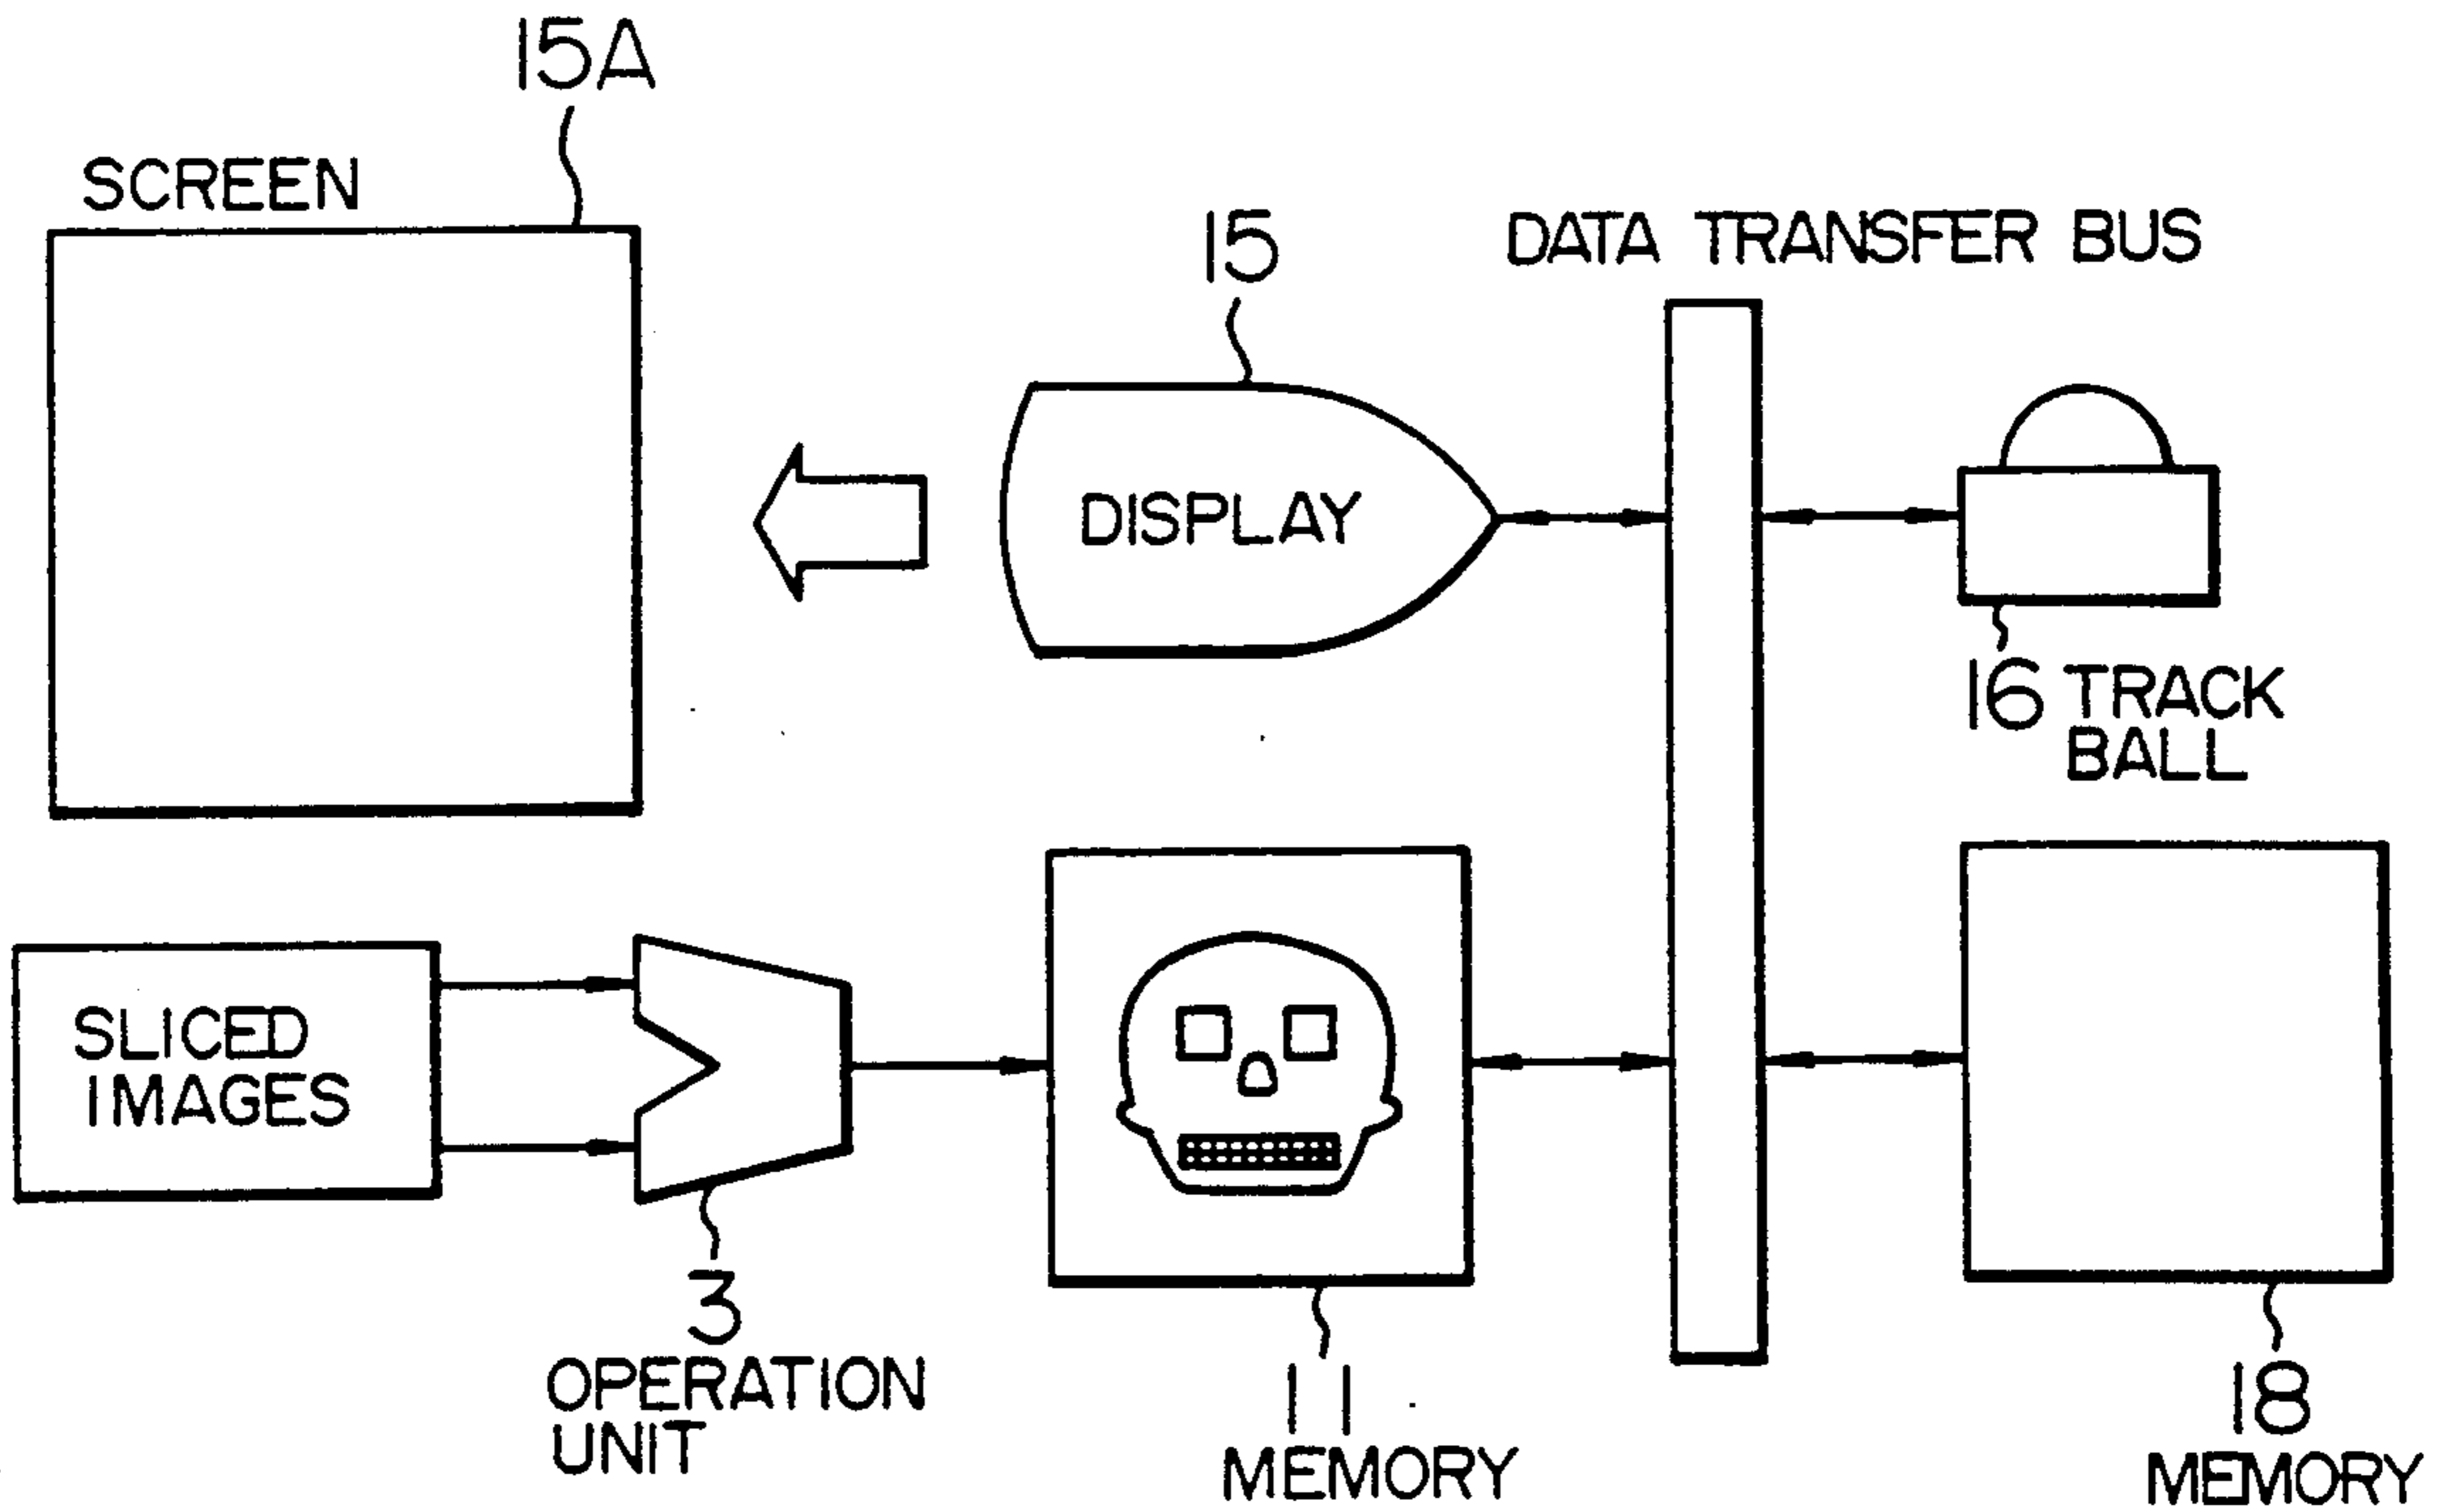 15A
SCREEN
15
DATA TRANSFER BUS
DISPLAY
16 TRACK
BALL
SLICED
IMAGES
3
OPERATION
UNIT
11
MEMORY
18
MEMORY